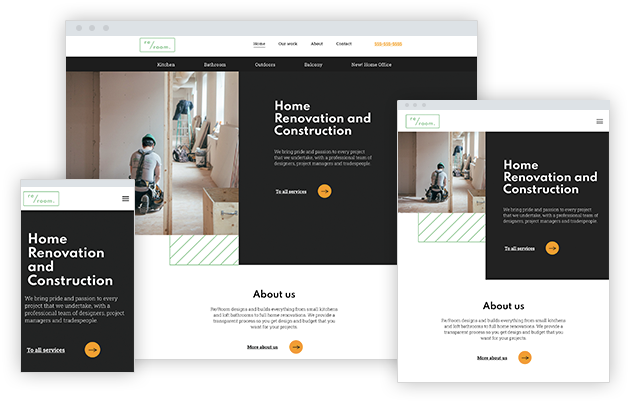 re/
room.
Home Our work About Contact 555-555-5555
Kitchen Bathroom Outdoors Balcony New! Home Office
Home
Renovation and
Construction
We bring pride and passion to every project
that we undertake, with a professional team of
designers, project managers and tradespeople.
To all services
About us
Re/Room designs and builds everything from small kitchens
and loft bathrooms to full home renovations. We provide a
transparent process so you get design and budget that you
want for your projects.
More about us
re/
room.
Home
Renovation
and
Construction
We bring pride and passion to every
project that we undertake, with a
professional team of designers, project
managers and tradespeople.
To all services
re/
room.
Home
Renovation and
Construction
We bring pride and passion to every project
that we undertake, with a professional team of
designers, project managers and tradespeople.
To all services
About us
Re/Room designs and builds everything from small kitchens
and loft bathrooms to full home renovations. We provide a
transparent process so you get design and budget that you
want for your projects.
More about us